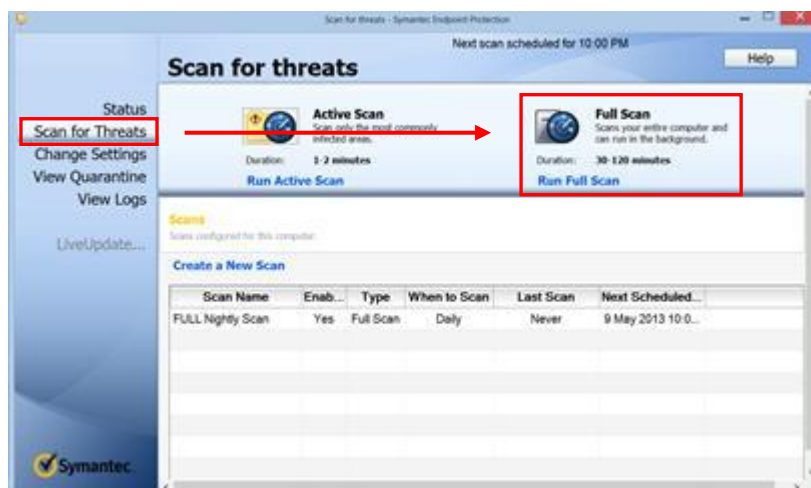 Scan for threats - Symantec Endpoint Protection
Next scan scheduled for 10:00 PM
Help
Scan for threats
Status
Scan for Threats
Change Settings
View Quarantine
View Logs
LiveUpdate...
Active Scan
Scan only the most commonly
infected areas.
Duration: 1-2 minutes
Run Active Scan
Full Scan
Scans your entire computer and
can run in the background.
Duration: 30-120 minutes
Run Full Scan
Scans
Scans configured for this computer:
Create a New Scan
Scan Name Enab... Type When to Scan Last Scan Next Scheduled...
FULL Nightly Scan Yes Full Scan Daily Never 9 May 2013 10:0...
Symantec